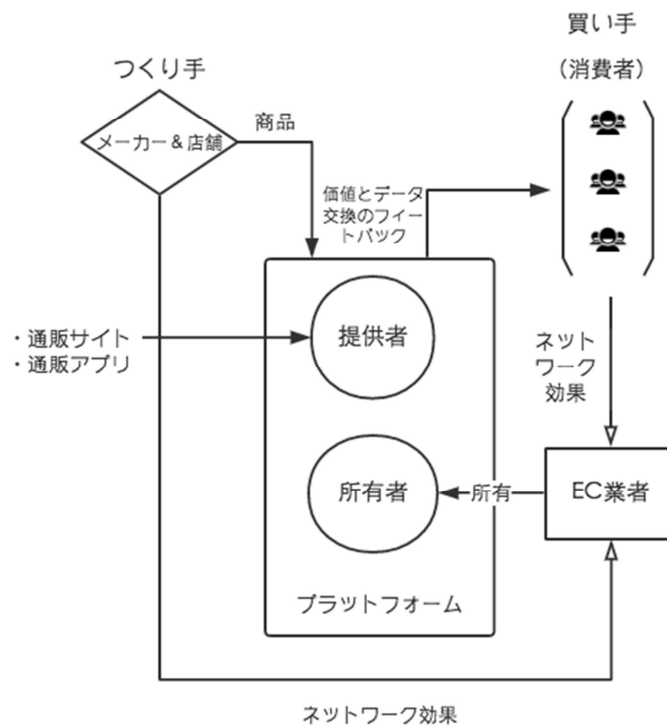 買い手
（消費者）
つくり手
メーカー＆店舗
商品
価値とデータ
交換のフィー
トバック
・通販サイト
・通販アプリ
提供者
ネット
ワーク
効果
所有者
所有
EC業者
プラットフォーム
ネットワーク効果